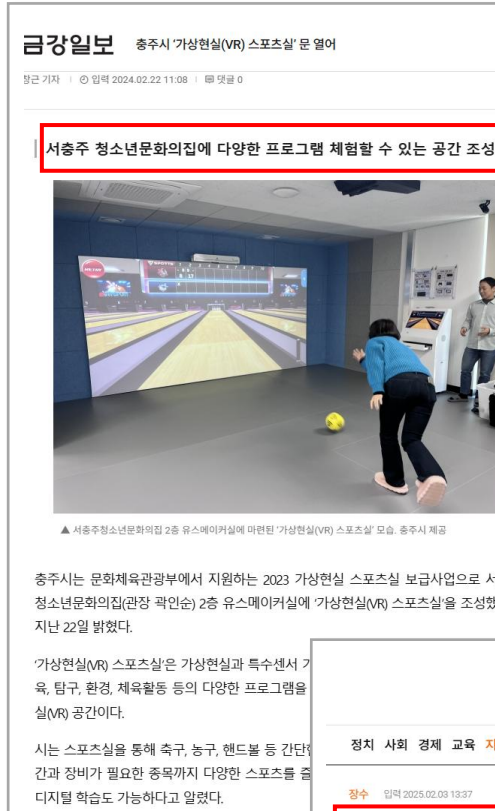 금강일보 충주시 '가상현실(VR) 스포츠실' 문 열어
장근 기자 입력 2024.02.22 11:08 댓글 0
서충주 청소년문화의집에 다양한 프로그램 체험할 수 있는 공간 조성
▲ 서충주청소년문화의집 2층 유스메이커실에 마련된 '가상현실(VR) 스포츠실' 모습. 충주시 제공
충주시는 문화체육관광부에서 지원하는 2023 가상현실 스포츠실 보급사업으로 서
청소년문화의집(관장 곽인순) 2층 유스메이커실에 '가상현실(VR) 스포츠실'을 조성했
지난 22일 밝혔다.
'가상현실(VR) 스포츠실'은 가상현실과 특수센서 기
육, 탐구, 환경, 체육활동 등의 다양한 프로그램을
실(VR) 공간이다.
시는 스포츠실을 통해 축구, 농구, 핸드볼 등 간단한
간과 장비가 필요한 종목까지 다양한 스포츠를 즐
디지털 학습도 가능하다고 알렸다.
정치 사회 경제 교육
장수 입력 2025.02.03 13:37